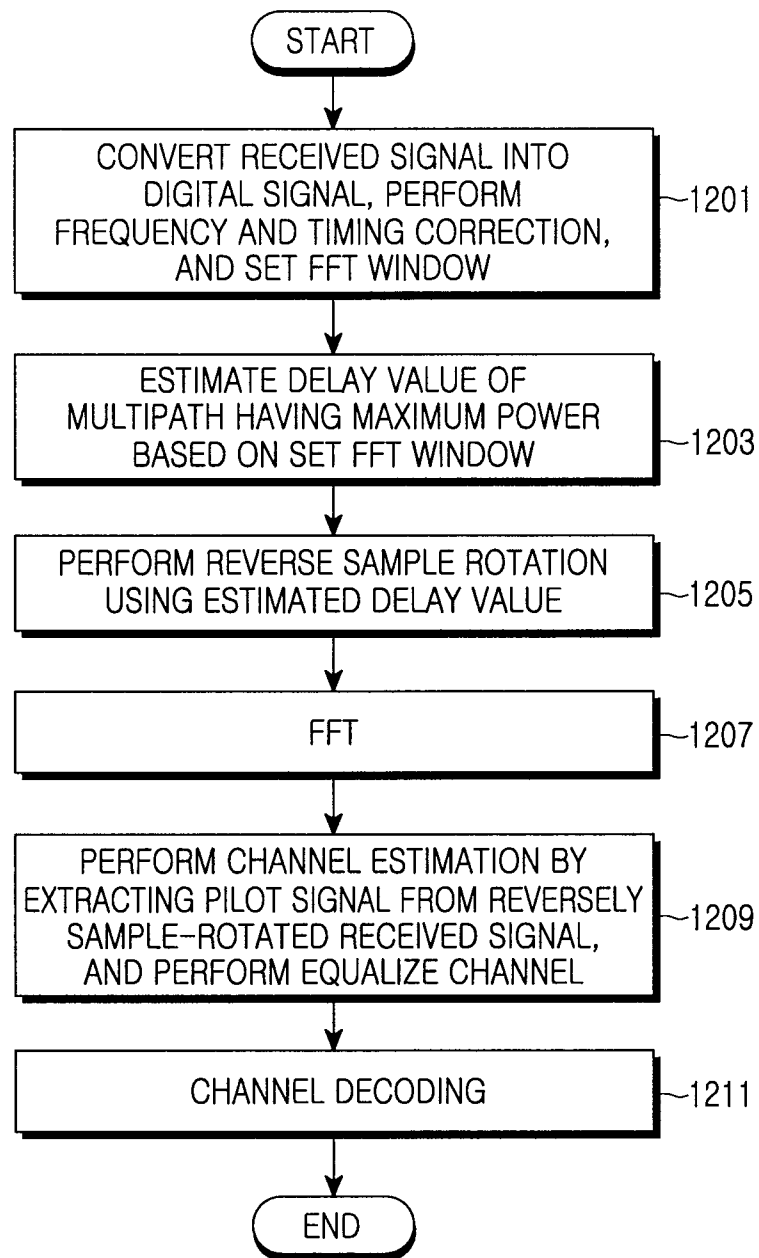 START
CONVERT RECEIVED SIGNAL INTO
DIGITAL SIGNAL, PERFORM
FREQUENCY AND TIMING CORRECTION,
AND SET FFT WINDOW
1201
ESTIMATE DELAY VALUE OF
MULTIPATH HAVING MAXIMUM POWER
BASED ON SET FFT WINDOW
1203
PERFORM REVERSE SAMPLE ROTATION
USING ESTIMATED DELAY VALUE
1205
FFT
1207
PERFORM CHANNEL ESTIMATION BY
EXTRACTING PILOT SIGNAL FROM REVERSELY
SAMPLE-ROTATED RECEIVED SIGNAL,
AND PERFORM EQUALIZE CHANNEL
1209
CHANNEL DECODING
1211
END